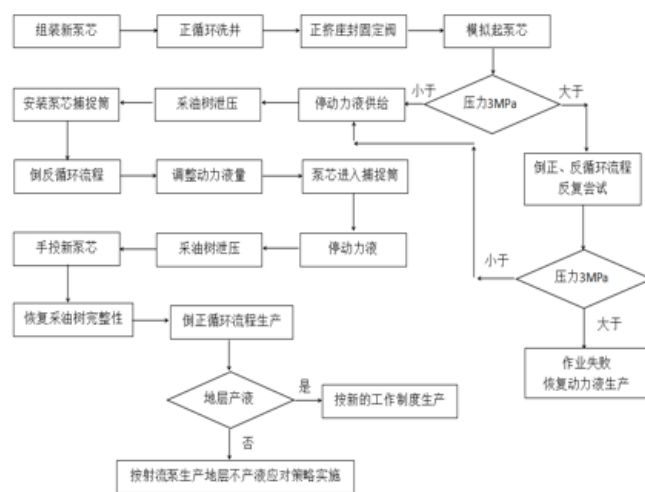 组装新泵芯
正循环洗井
正挤座封固定阀
模拟起泵芯
压力3MPa
小于
大于
停动力液供给
采油树泄压
安装泵芯捕捉筒
倒正、反循环流程
反复尝试
倒反循环流程
调整动力液量
泵芯进入捕捉筒
压力3MPa
小于
大于
停动力液
采油树泄压
手投新泵芯
作业失败
恢复动力液生产
恢复采油树完整性
倒正循环流程生产
地层产液
是
按新的工作制度生产
否
按射流泵生产地层不产液应对策略实施